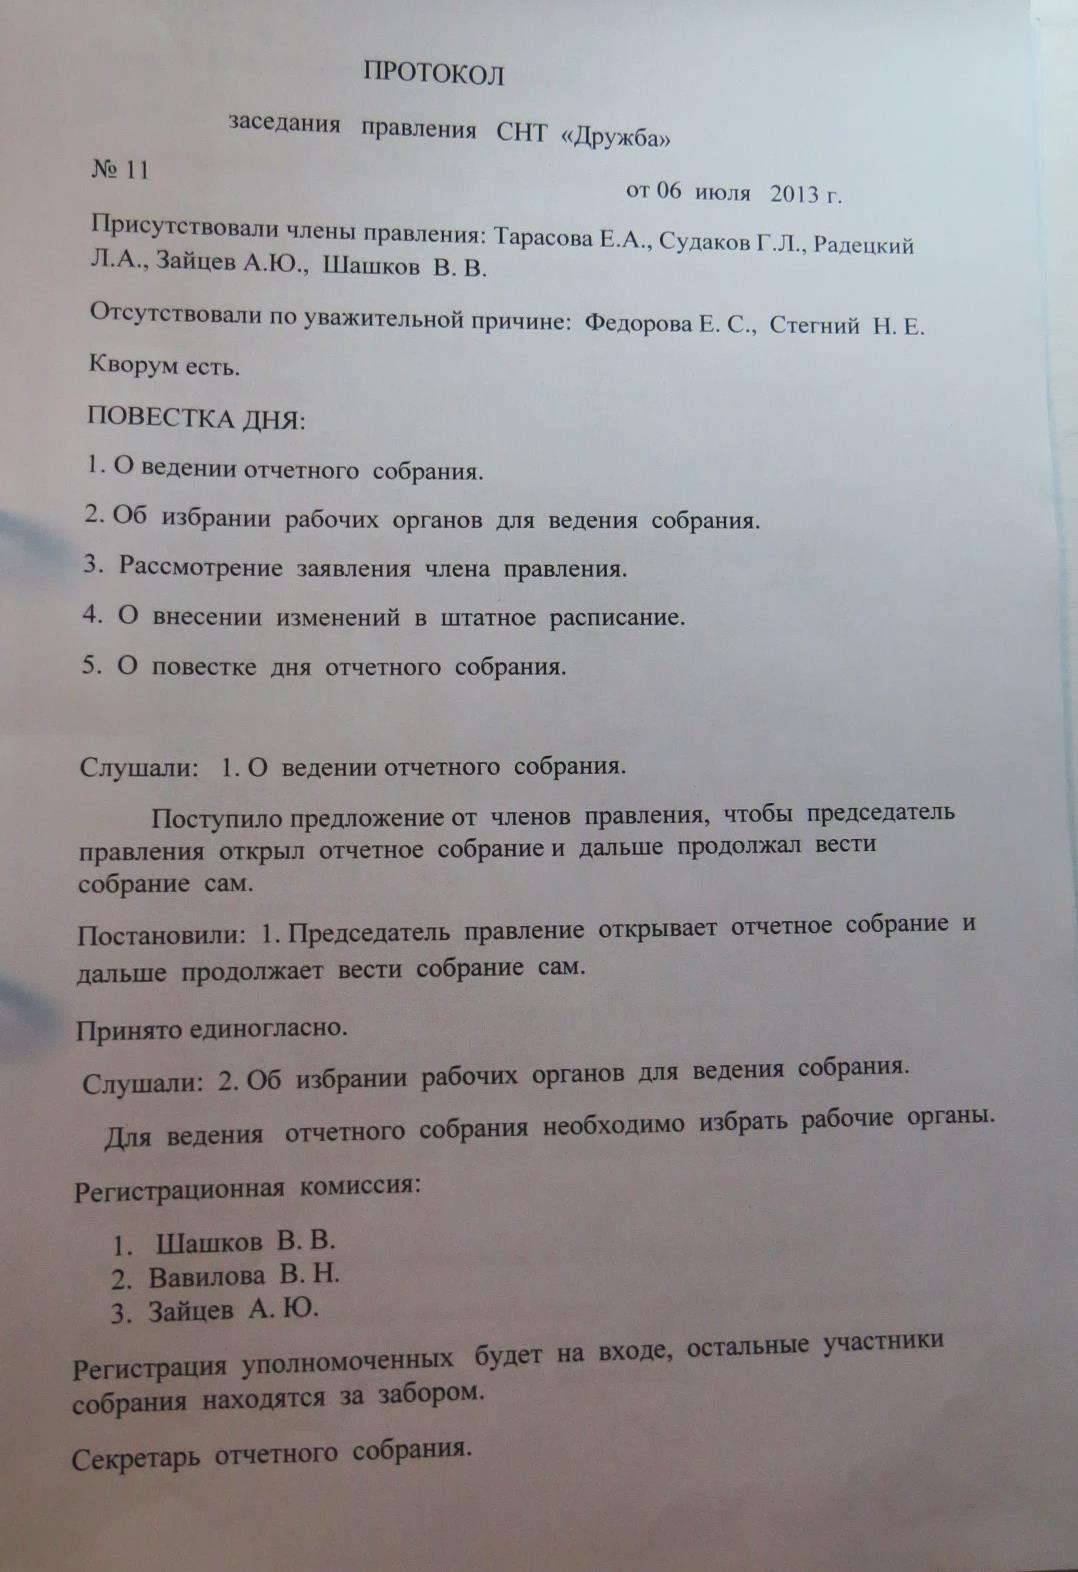 ПРОТОКОЛ
заседания правления СНТ «Дружба»
№ 11
от 06 июля 2013 г.
Присутствовали члены правления: Тарасова Е.А., Судаков Г.Л., Радецкий
Л.А., Зайцев А.Ю., Шашков В. В.
Отсутствовали по уважительной причине: Федорова Е. С., Стегний Н. Е.
Кворум есть.
ПОВЕСТКА ДНЯ:
1. О ведении отчетного собрания.
2. Об избрании рабочих органов для ведения собрания.
3. Рассмотрение заявления члена правления.
4. О внесении изменений в штатное расписание.
5. О повестке дня отчетного собрания.
Слушали: 1. О ведении отчетного собрания.
Поступило предложение от членов правления, чтобы председатель
правления открыл отчетное собрание и дальше продолжал вести
собрание сам.
Постановили: 1. Председатель правление открывает отчетное собрание и
дальше продолжает вести собрание сам.
Принято единогласно.
Слушали: 2. Об избрании рабочих органов для ведения собрания.
Для ведения отчетного собрания необходимо избрать рабочие органы.
Регистрационная комиссия:
1. Шашков В. В.
2. Вавилова В. Н.
3. Зайцев А. Ю.
Регистрация уполномоченных будет на входе, остальные участники
собрания находятся за забором.
Секретарь отчетного собрания.